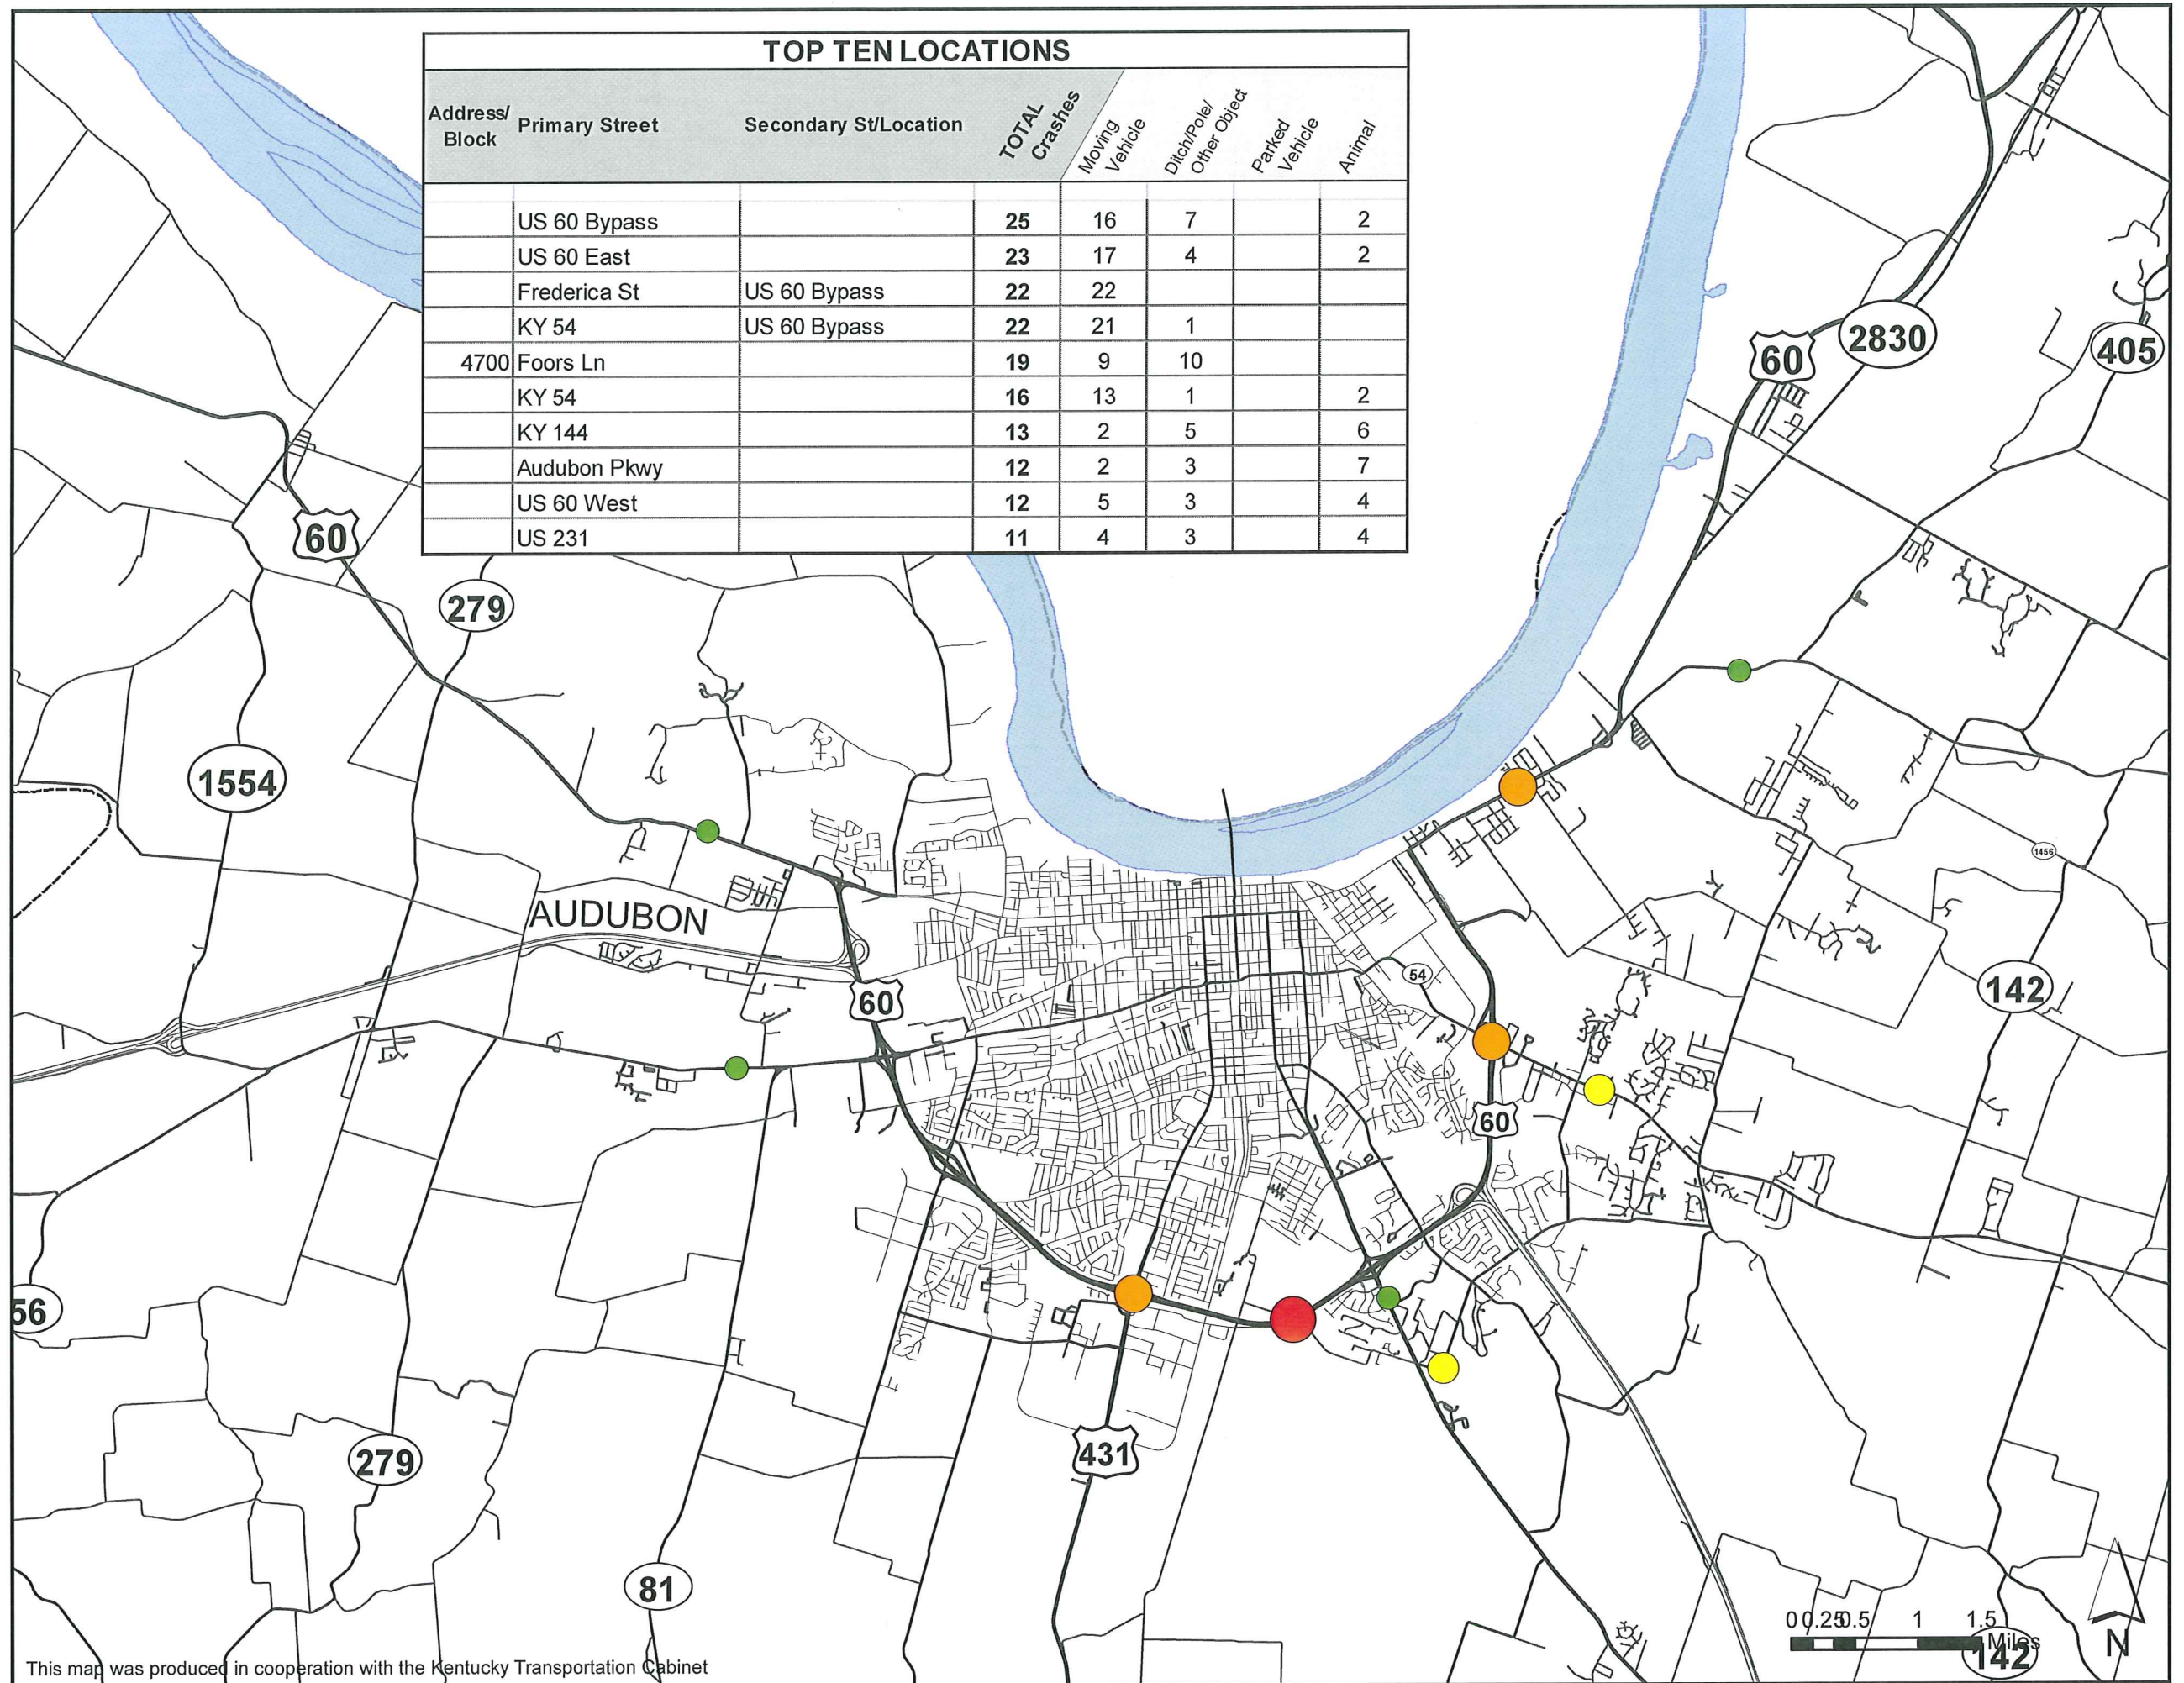 TOP TEN LOCATIONS
Address/ Block Primary Street Secondary St/Location TOTAL Crashes Moving Vehicle Ditch/Pole/ Other Object Parked Vehicle Animal
US 60 Bypass 25 16 7 2
US 60 East 23 17 4 2
Frederica St US 60 Bypass 22 22
KY 54 US 60 Bypass 22 21 1
4700 Foors Ln 19 9 10
KY 54 16 13 1 2
KY 144 13 2 5 6
Audubon Pkwy 12 2 3 7
US 60 West 12 5 3 4
US 231 11 4 3 4
60
2830
405
60
279
1554
1456
AUDUBON
54
142
60
60
56
431
279
81
0 0.25 0.5 1 1.5
Miles
142
N
This map was produced in cooperation with the Kentucky Transportation Cabinet